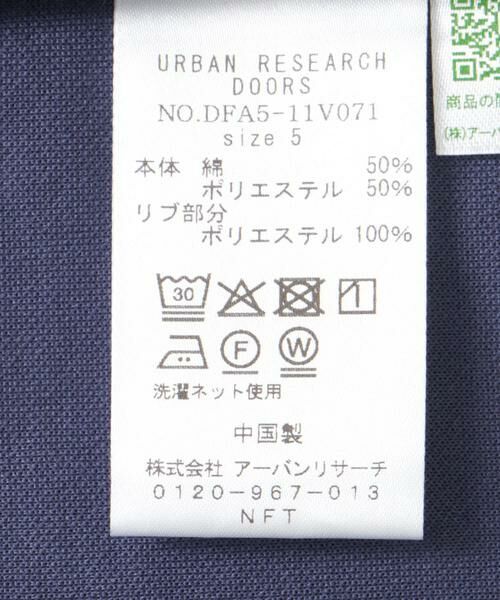 URBAN RESEARCH
DOORS
NO.DFA5-11V071
size 5
本体 綿 50%
ポリエステル 50%
リブ部分
ポリエステル 100%
30
F W
洗濯ネット使用
中国製
株式会社 アーバンリサーチ
0120-967-013
NFT
商品の
(株)アーバ